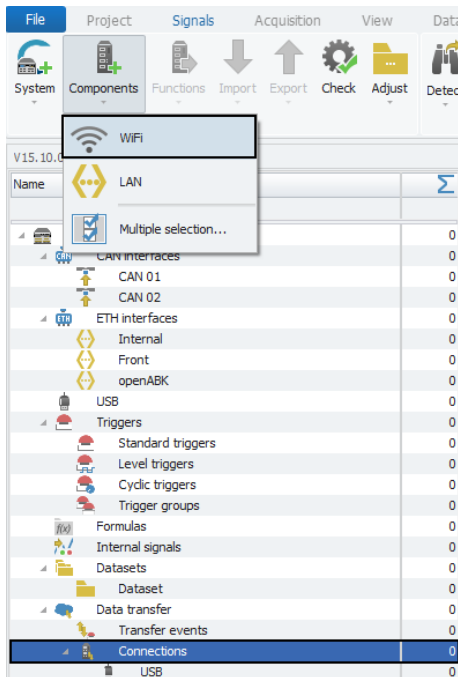 File Project Signals Acquisition View Data
System Components Functions Import Export Check Adjust Detec
WiFi
V15.10.0
LAN
Name Σ
Multiple selection...
0
CAN interfaces 0
CAN 01 0
CAN 02 0
ETH interfaces 0
Internal 0
Front 0
openABK 0
USB 0
Triggers 0
Standard triggers 0
Level triggers 0
Cyclic triggers 0
Trigger groups 0
f(x) Formulas 0
Internal signals 0
Datasets 0
Dataset 0
Data transfer 0
Transfer events 0
Connections 0
USB 0